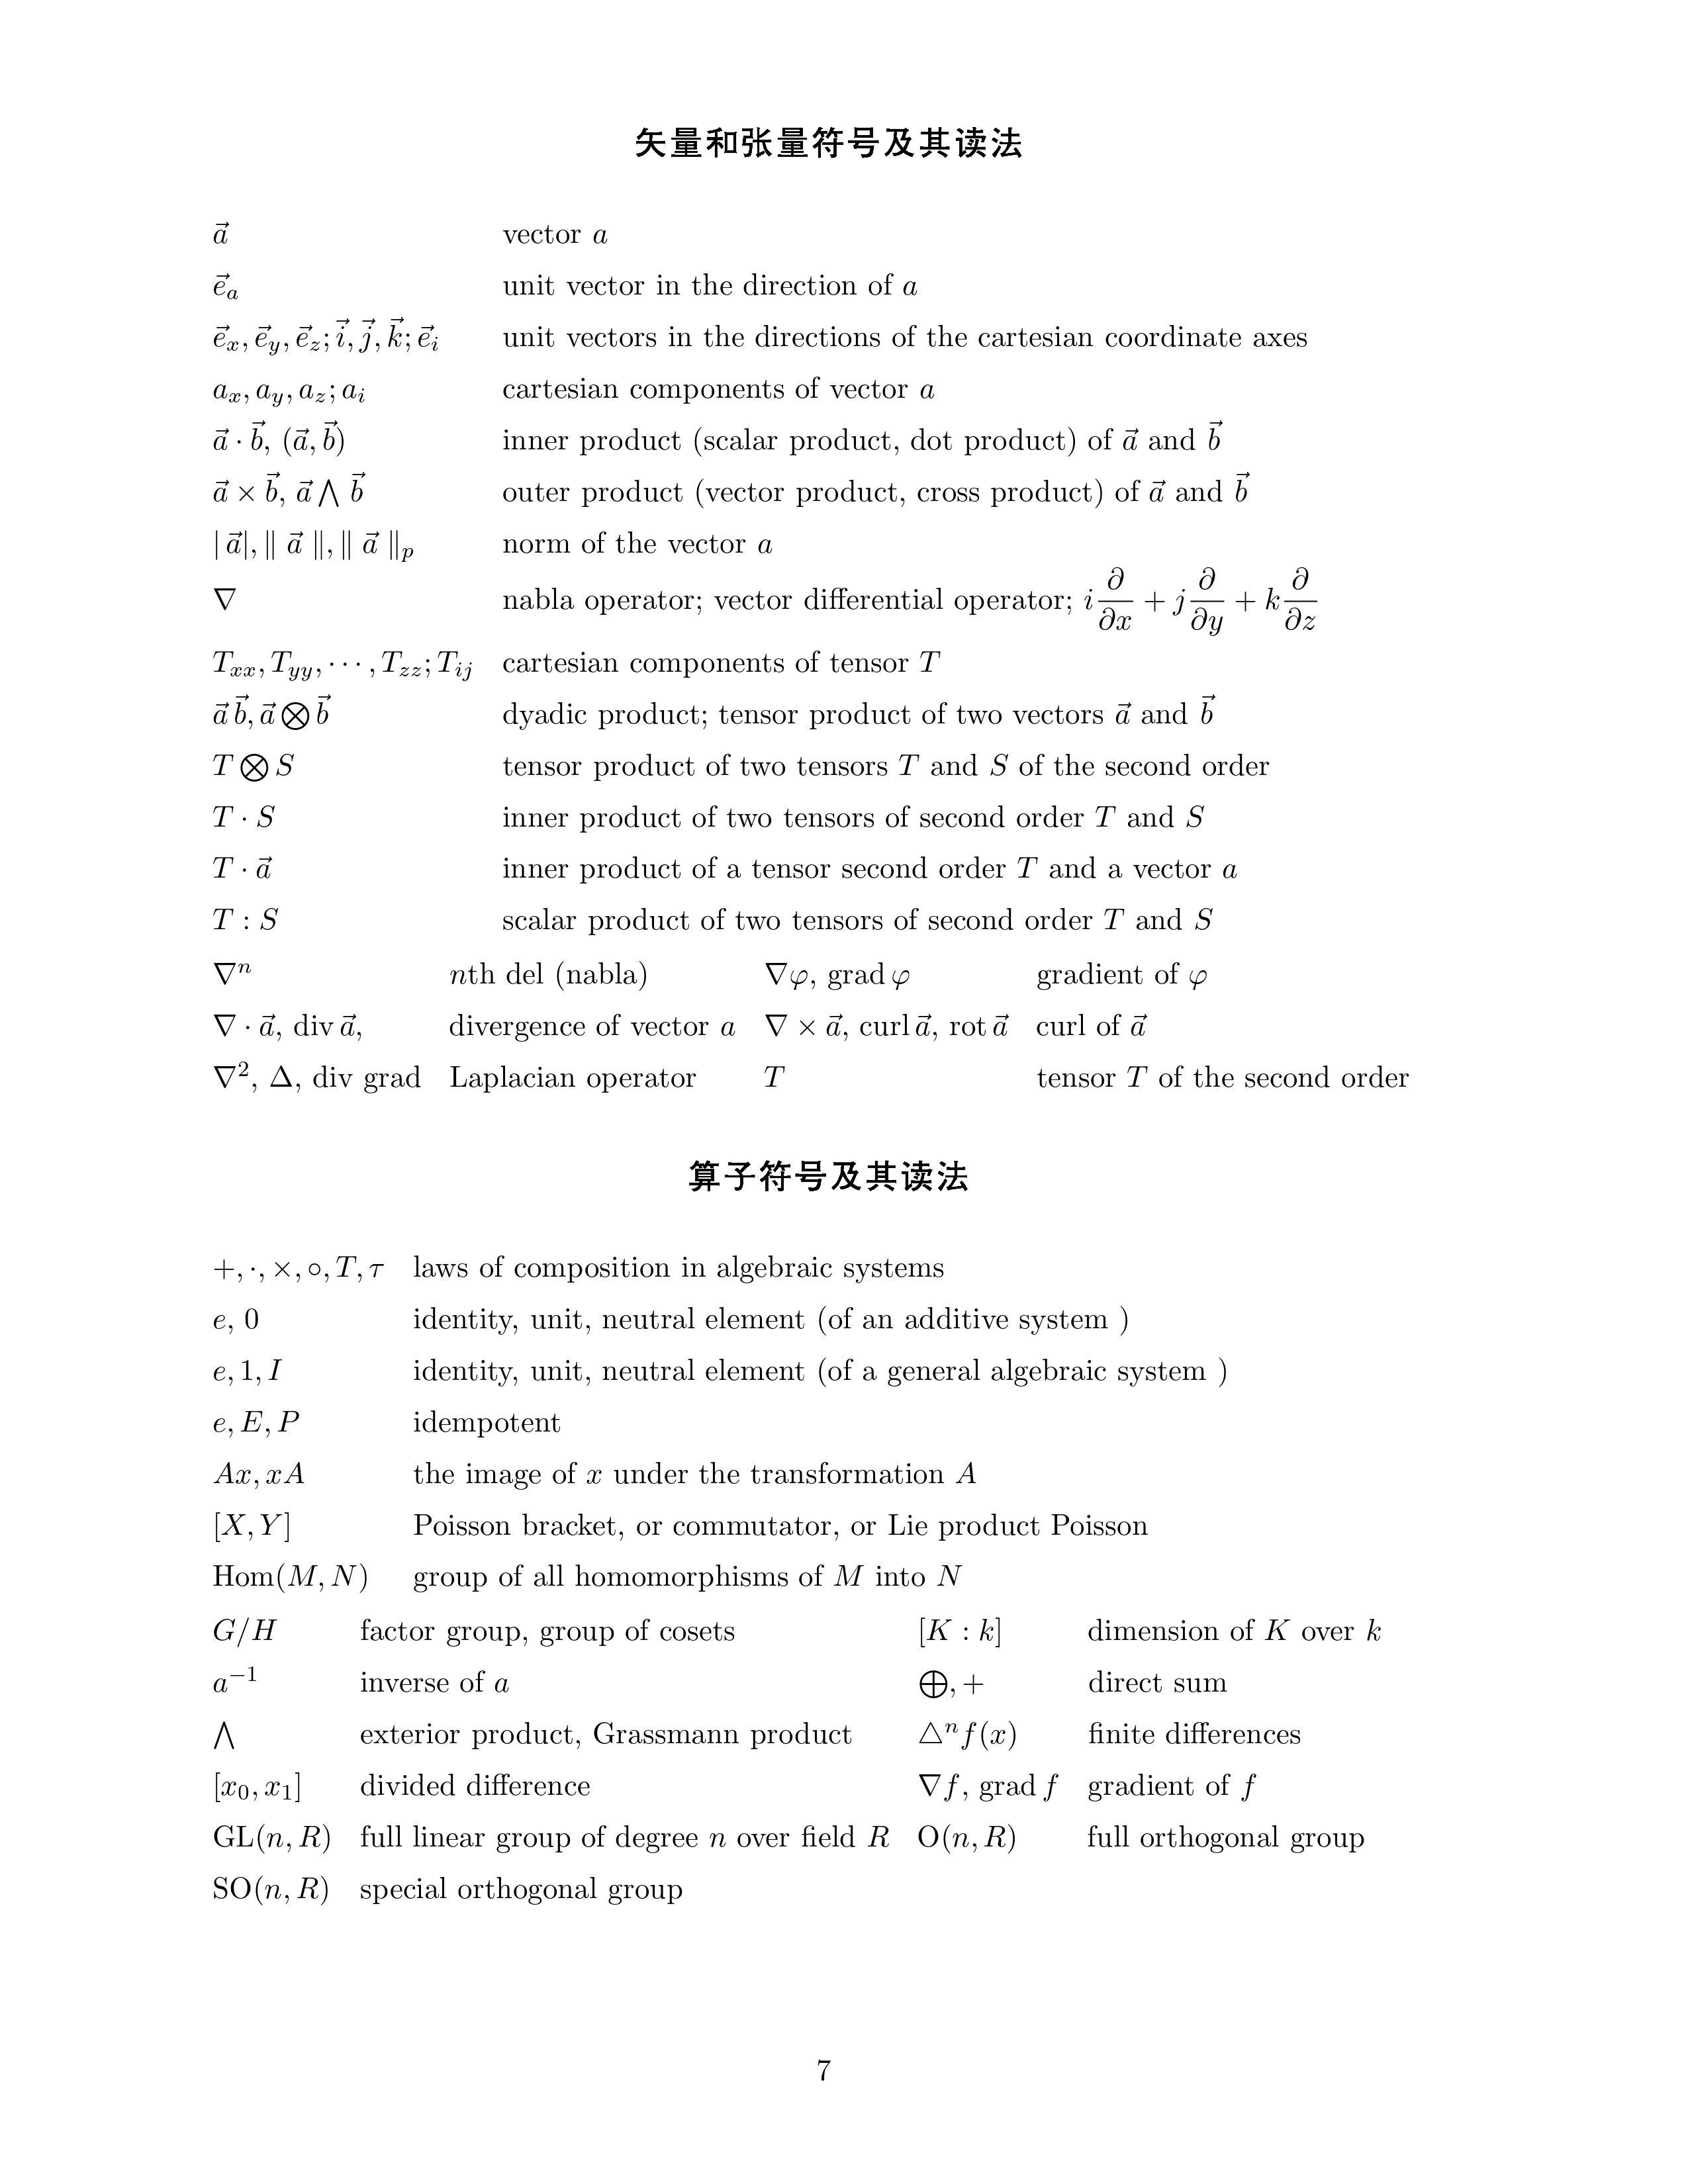 矢量和张量符号及其读法
$\vec{a}$ vector $a$
$\vec{e}_a$ unit vector in the direction of $a$
$\vec{e}_x, \vec{e}_y, \vec{e}_z; \vec{i}, \vec{j}, \vec{k}; \vec{e}_i$ unit vectors in the directions of the cartesian coordinate axes
$a_x, a_y, a_z; a_i$ cartesian components of vector $a$
$\vec{a} \cdot \vec{b}$, $(\vec{a}, \vec{b})$ inner product (scalar product, dot product) of $\vec{a}$ and $\vec{b}$
$\vec{a} \times \vec{b}$, $\vec{a} \bigwedge \vec{b}$ outer product (vector product, cross product) of $\vec{a}$ and $\vec{b}$
$|\vec{a}|, \| \vec{a} \|, \| \vec{a} \|_p$ norm of the vector $a$
$\nabla$ nabla operator; vector differential operator; $i\frac{\partial}{\partial x} + j\frac{\partial}{\partial y} + k\frac{\partial}{\partial z}$
$T_{xx}, T_{yy}, \cdots, T_{zz}; T_{ij}$ cartesian components of tensor $T$
$\vec{a}\,\vec{b}, \vec{a} \bigotimes \vec{b}$ dyadic product; tensor product of two vectors $\vec{a}$ and $\vec{b}$
$T \bigotimes S$ tensor product of two tensors $T$ and $S$ of the second order
$T \cdot S$ inner product of two tensors of second order $T$ and $S$
$T \cdot \vec{a}$ inner product of a tensor second order $T$ and a vector $a$
$T : S$ scalar product of two tensors of second order $T$ and $S$
$\nabla^n$ $n$th del (nabla) $\nabla\varphi$, grad $\varphi$ gradient of $\varphi$
$\nabla \cdot \vec{a}$, div $\vec{a}$, divergence of vector $a$ $\nabla \times \vec{a}$, curl $\vec{a}$, rot $\vec{a}$ curl of $\vec{a}$
$\nabla^2$, $\Delta$, div grad Laplacian operator $T$ tensor $T$ of the second order
算子符号及其读法
$+, \cdot, \times, \circ, T, \tau$ laws of composition in algebraic systems
$e$, 0 identity, unit, neutral element (of an additive system )
$e, 1, I$ identity, unit, neutral element (of a general algebraic system )
$e, E, P$ idempotent
$Ax, xA$ the image of $x$ under the transformation $A$
$[X, Y]$ Poisson bracket, or commutator, or Lie product Poisson
Hom$(M, N)$ group of all homomorphisms of $M$ into $N$
$G/H$ factor group, group of cosets $[K : k]$ dimension of $K$ over $k$
$a^{-1}$ inverse of $a$ $\bigoplus, +$ direct sum
$\bigwedge$ exterior product, Grassmann product $\triangle^n f(x)$ finite differences
$[x_0, x_1]$ divided difference $\nabla f$, grad $f$ gradient of $f$
GL$(n, R)$ full linear group of degree $n$ over field $R$ O$(n, R)$ full orthogonal group
SO$(n, R)$ special orthogonal group
7